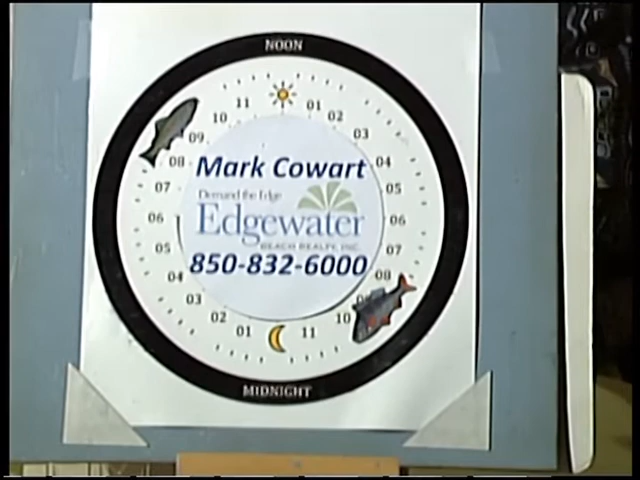 NOON
11 01
10 02
09 03
08 04
07 05
06 06
05 07
04 08
03 09
02 10
01 11
Mark Cowart
Demand the Edge
Edgewater
BEACH REALTY, INC.
850-832-6000
MIDNIGHT